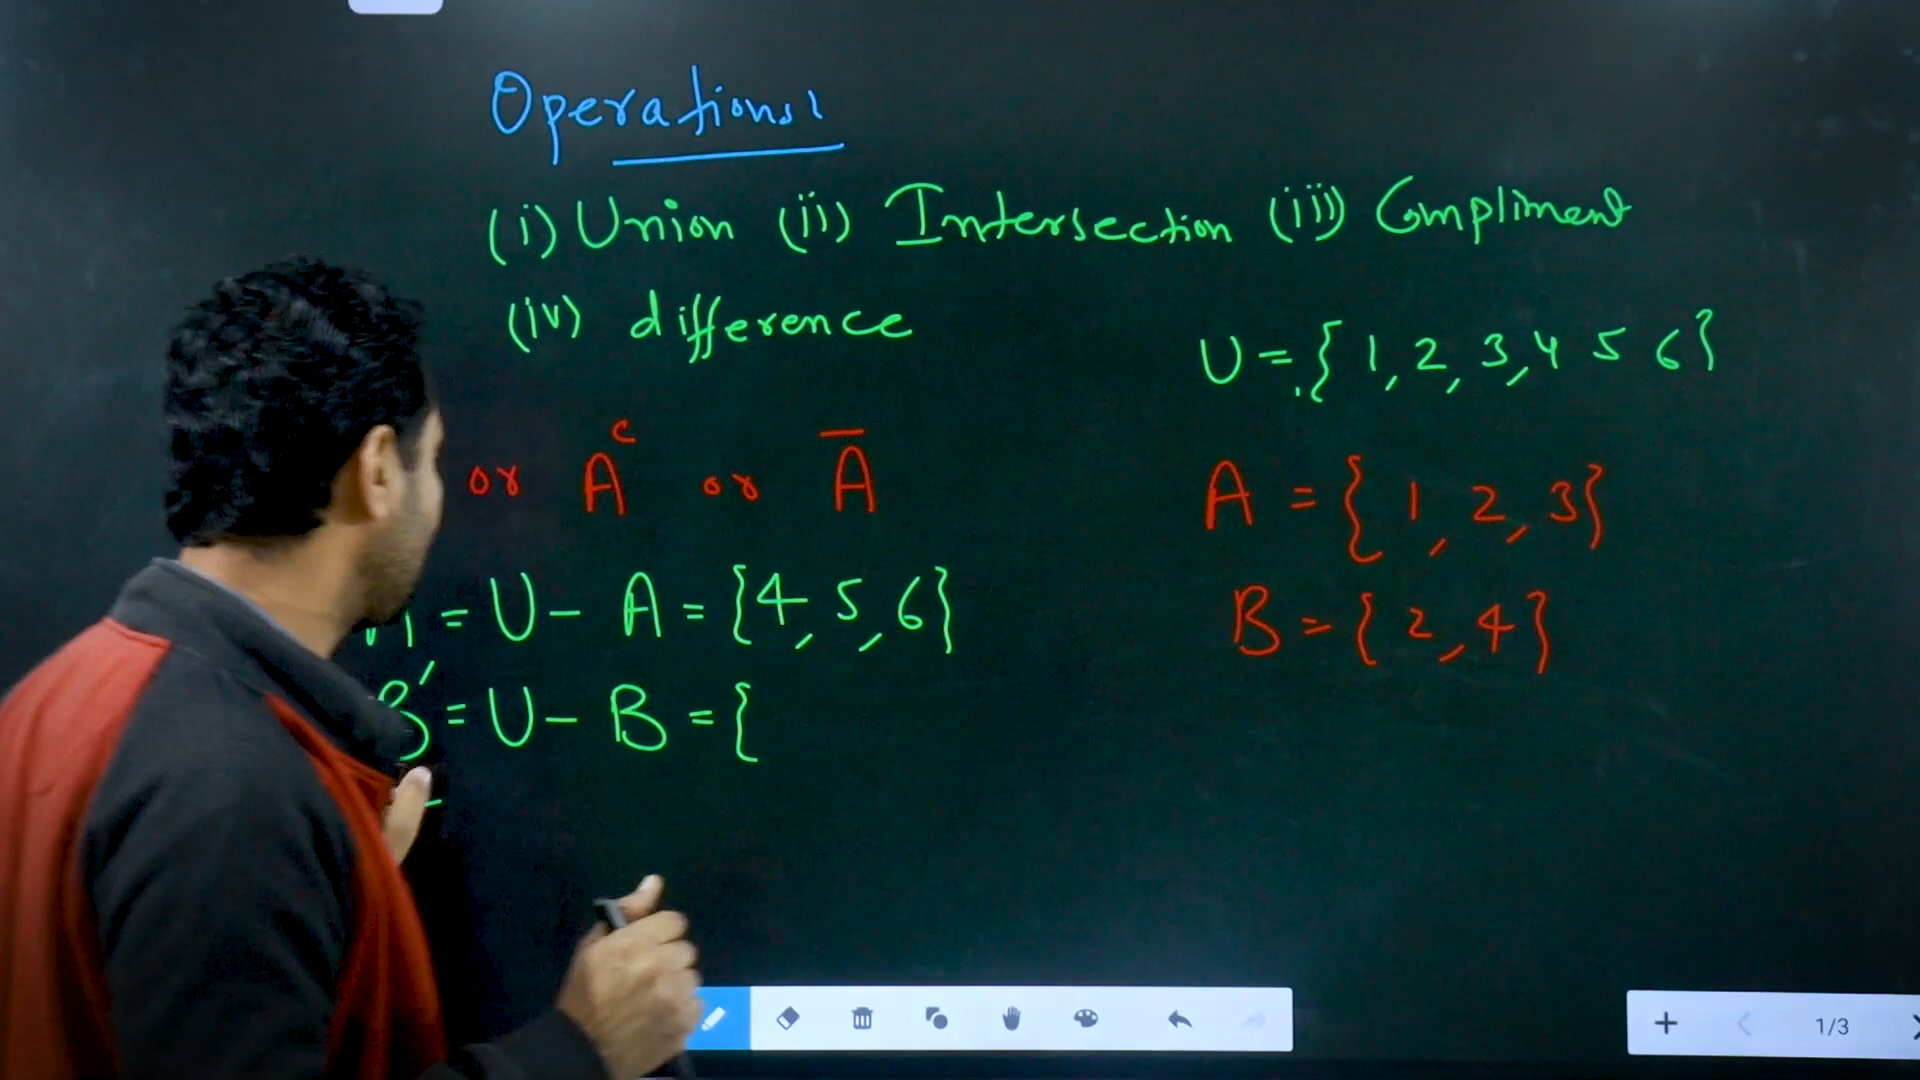 Operations:
(i) Union (ii) Intersection (iii) Compliment
(iv) difference
U = { 1, 2, 3, 4 5 6 }
or Aᶜ or A̅
A = { 1, 2, 3 }
= U - A = { 4, 5, 6 }
B = { 2, 4 }
B' = U - B = {
1/3